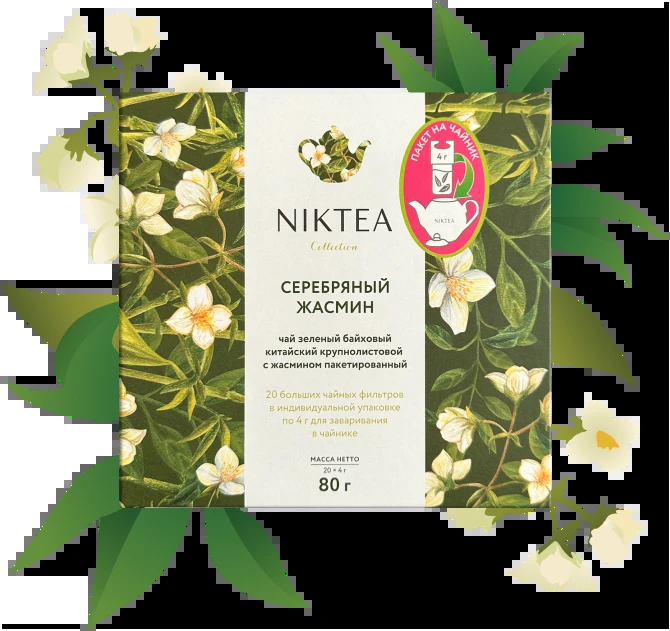 ПАКЕТ НА ЧАЙНИК
4 г
NIKTEA
NIKTEA
Collection
СЕРЕБРЯНЫЙ
ЖАСМИН
чай зеленый байховый
китайский крупнолистовой
с жасмином пакетированный
20 больших чайных фильтров
в индивидуальной упаковке
по 4 г для заваривания
в чайнике
МАССА НЕТТО
20 × 4 г
80 г